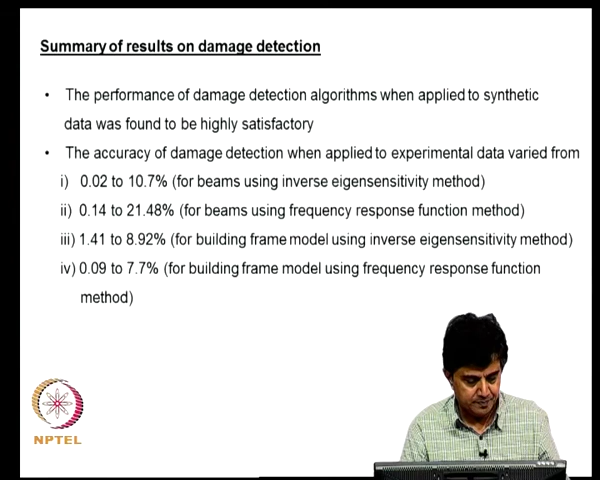 Summary of results on damage detection
• The performance of damage detection algorithms when applied to synthetic
data was found to be highly satisfactory
• The accuracy of damage detection when applied to experimental data varied from
i) 0.02 to 10.7% (for beams using inverse eigensensitivity method)
ii) 0.14 to 21.48% (for beams using frequency response function method)
iii) 1.41 to 8.92% (for building frame model using inverse eigensensitivity method)
iv) 0.09 to 7.7% (for building frame model using frequency response function
method)
NPTEL